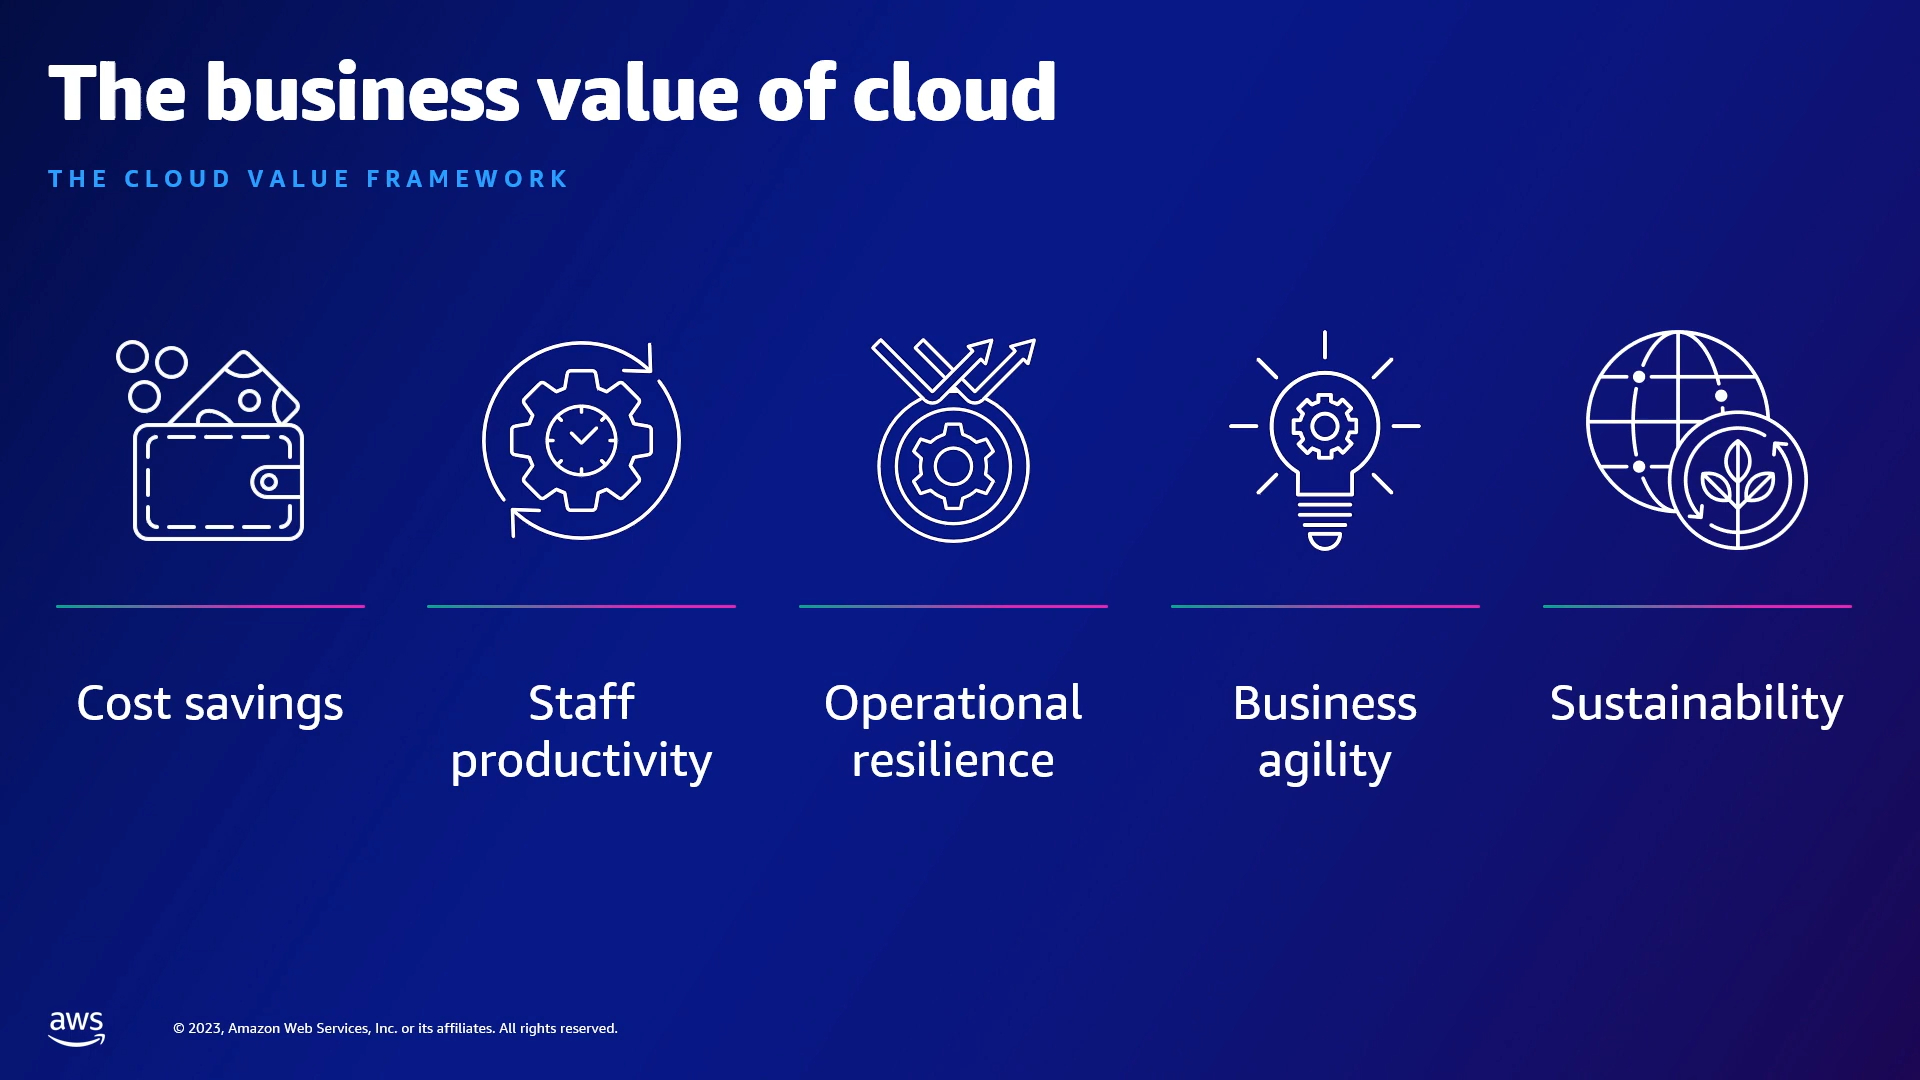 The business value of cloud
THE CLOUD VALUE FRAMEWORK
Cost savings
Staff
productivity
Operational
resilience
Business
agility
Sustainability
aws
© 2023, Amazon Web Services, Inc. or its affiliates. All rights reserved.